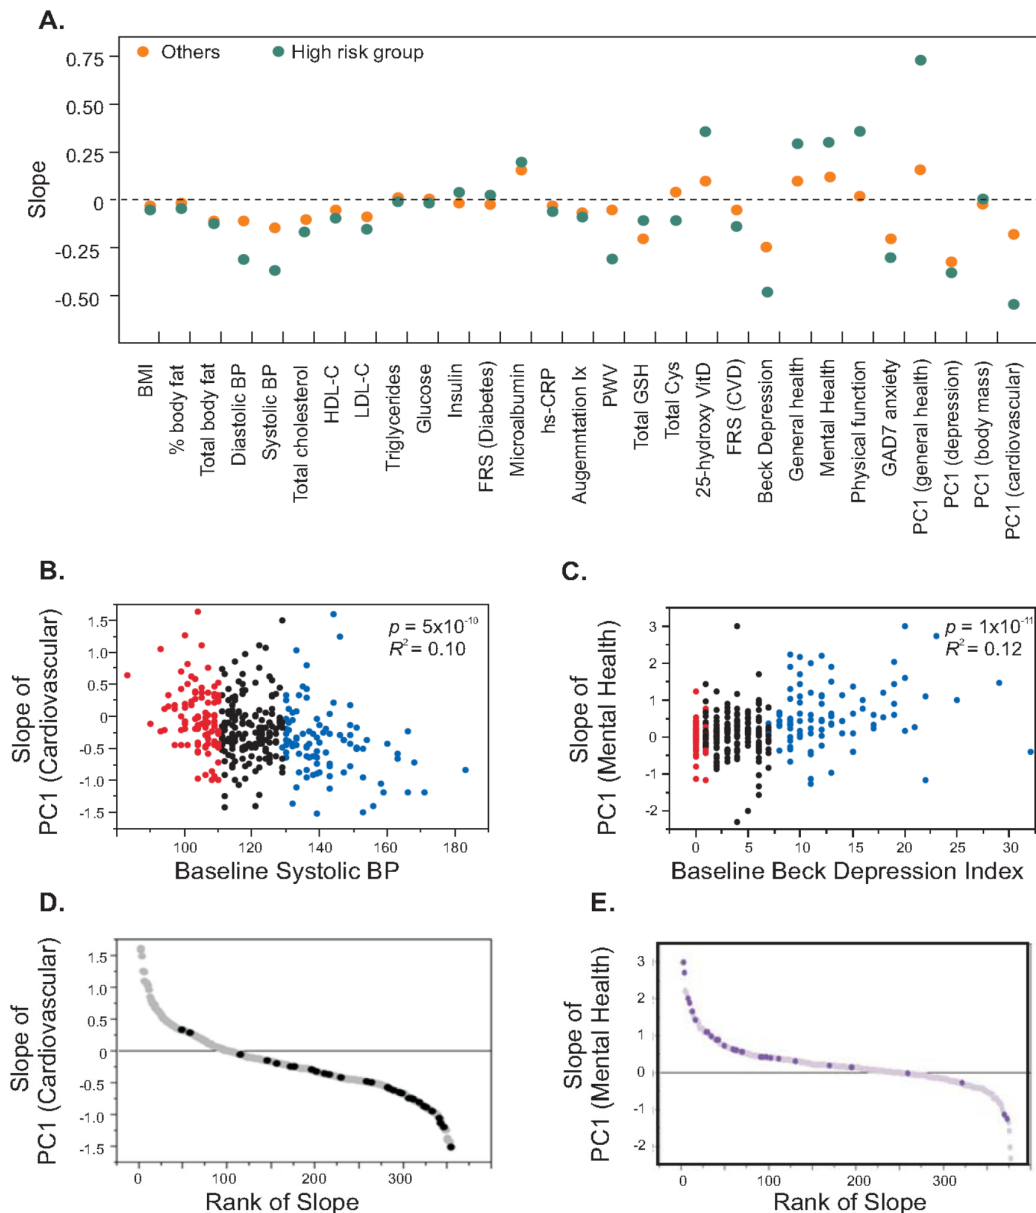 A.
Others
High risk group
0.75
0.50
0.25
0
-0.25
-0.50
Slope
BMI
% body fat
Total body fat
Diastolic BP
Systolic BP
Total cholesterol
HDL-C
LDL-C
Triglycerides
Glucose
Insulin
FRS (Diabetes)
Microalbumin
hs-CRP
Augemntation Ix
PWV
Total GSH
Total Cys
25-hydroxy VitD
FRS (CVD)
Beck Depression
General health
Mental Health
Physical function
GAD7 anxiety
PC1 (general health)
PC1 (depression)
PC1 (body mass)
PC1 (cardiovascular)
B.
Slope of
PC1 (Cardiovascular)
1.5
1.0
0.5
0
-0.5
-1.0
-1.5
p = 5x10⁻¹⁰
R² = 0.10
100 120 140 160 180
Baseline Systolic BP
C.
Slope of
PC1 (Mental Health)
3
2
1
0
-1
-2
p = 1x10⁻¹¹
R² = 0.12
0 5 10 15 20 25 30
Baseline Beck Depression Index
D.
Slope of
PC1 (Cardiovascular)
1.5
1.0
0.5
0
-0.5
-1.0
-1.5
0 100 200 300
Rank of Slope
E.
Slope of
PC1 (Mental Health)
3
2
1
0
-1
-2
0 100 200 300
Rank of Slope